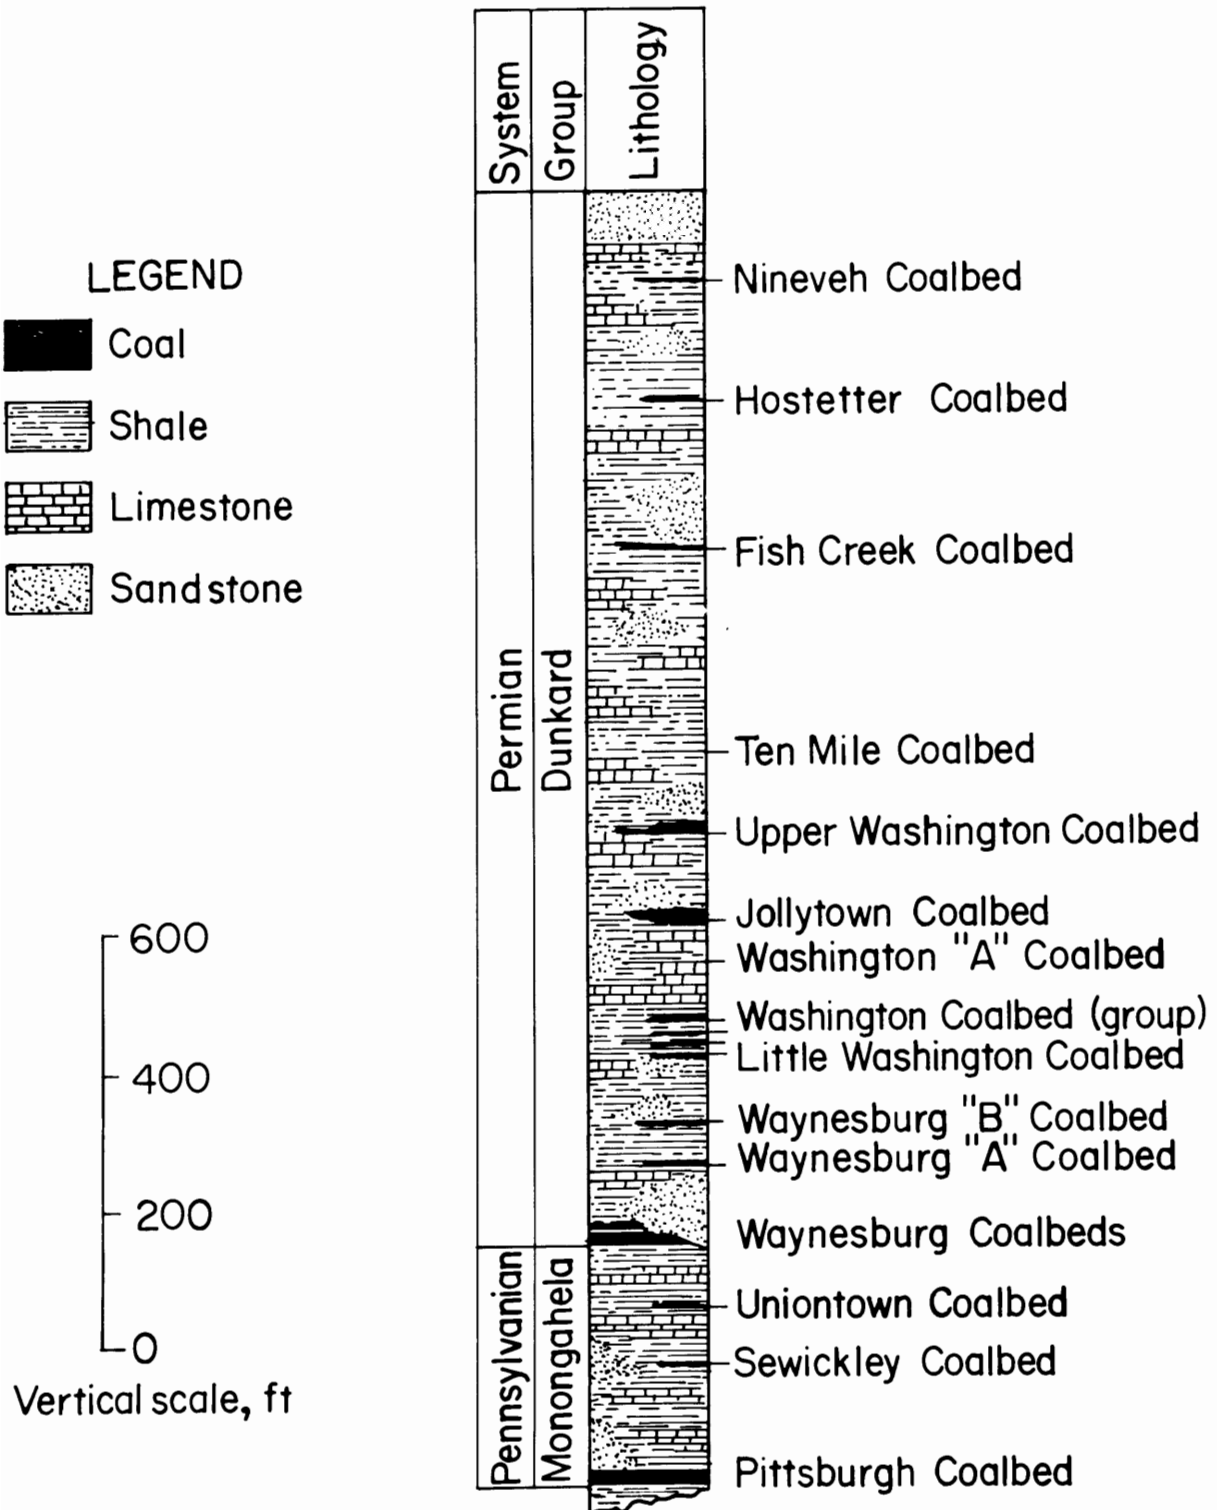 System
Group
Lithology
LEGEND
Coal
Shale
Limestone
Sandstone
600
400
200
0
Vertical scale, ft
Permian
Dunkard
Pennsylvanian
Monongahela
Nineveh Coalbed
Hostetter Coalbed
Fish Creek Coalbed
Ten Mile Coalbed
Upper Washington Coalbed
Jollytown Coalbed
Washington "A" Coalbed
Washington Coalbed (group)
Little Washington Coalbed
Waynesburg "B" Coalbed
Waynesburg "A" Coalbed
Waynesburg Coalbeds
Uniontown Coalbed
Sewickley Coalbed
Pittsburgh Coalbed